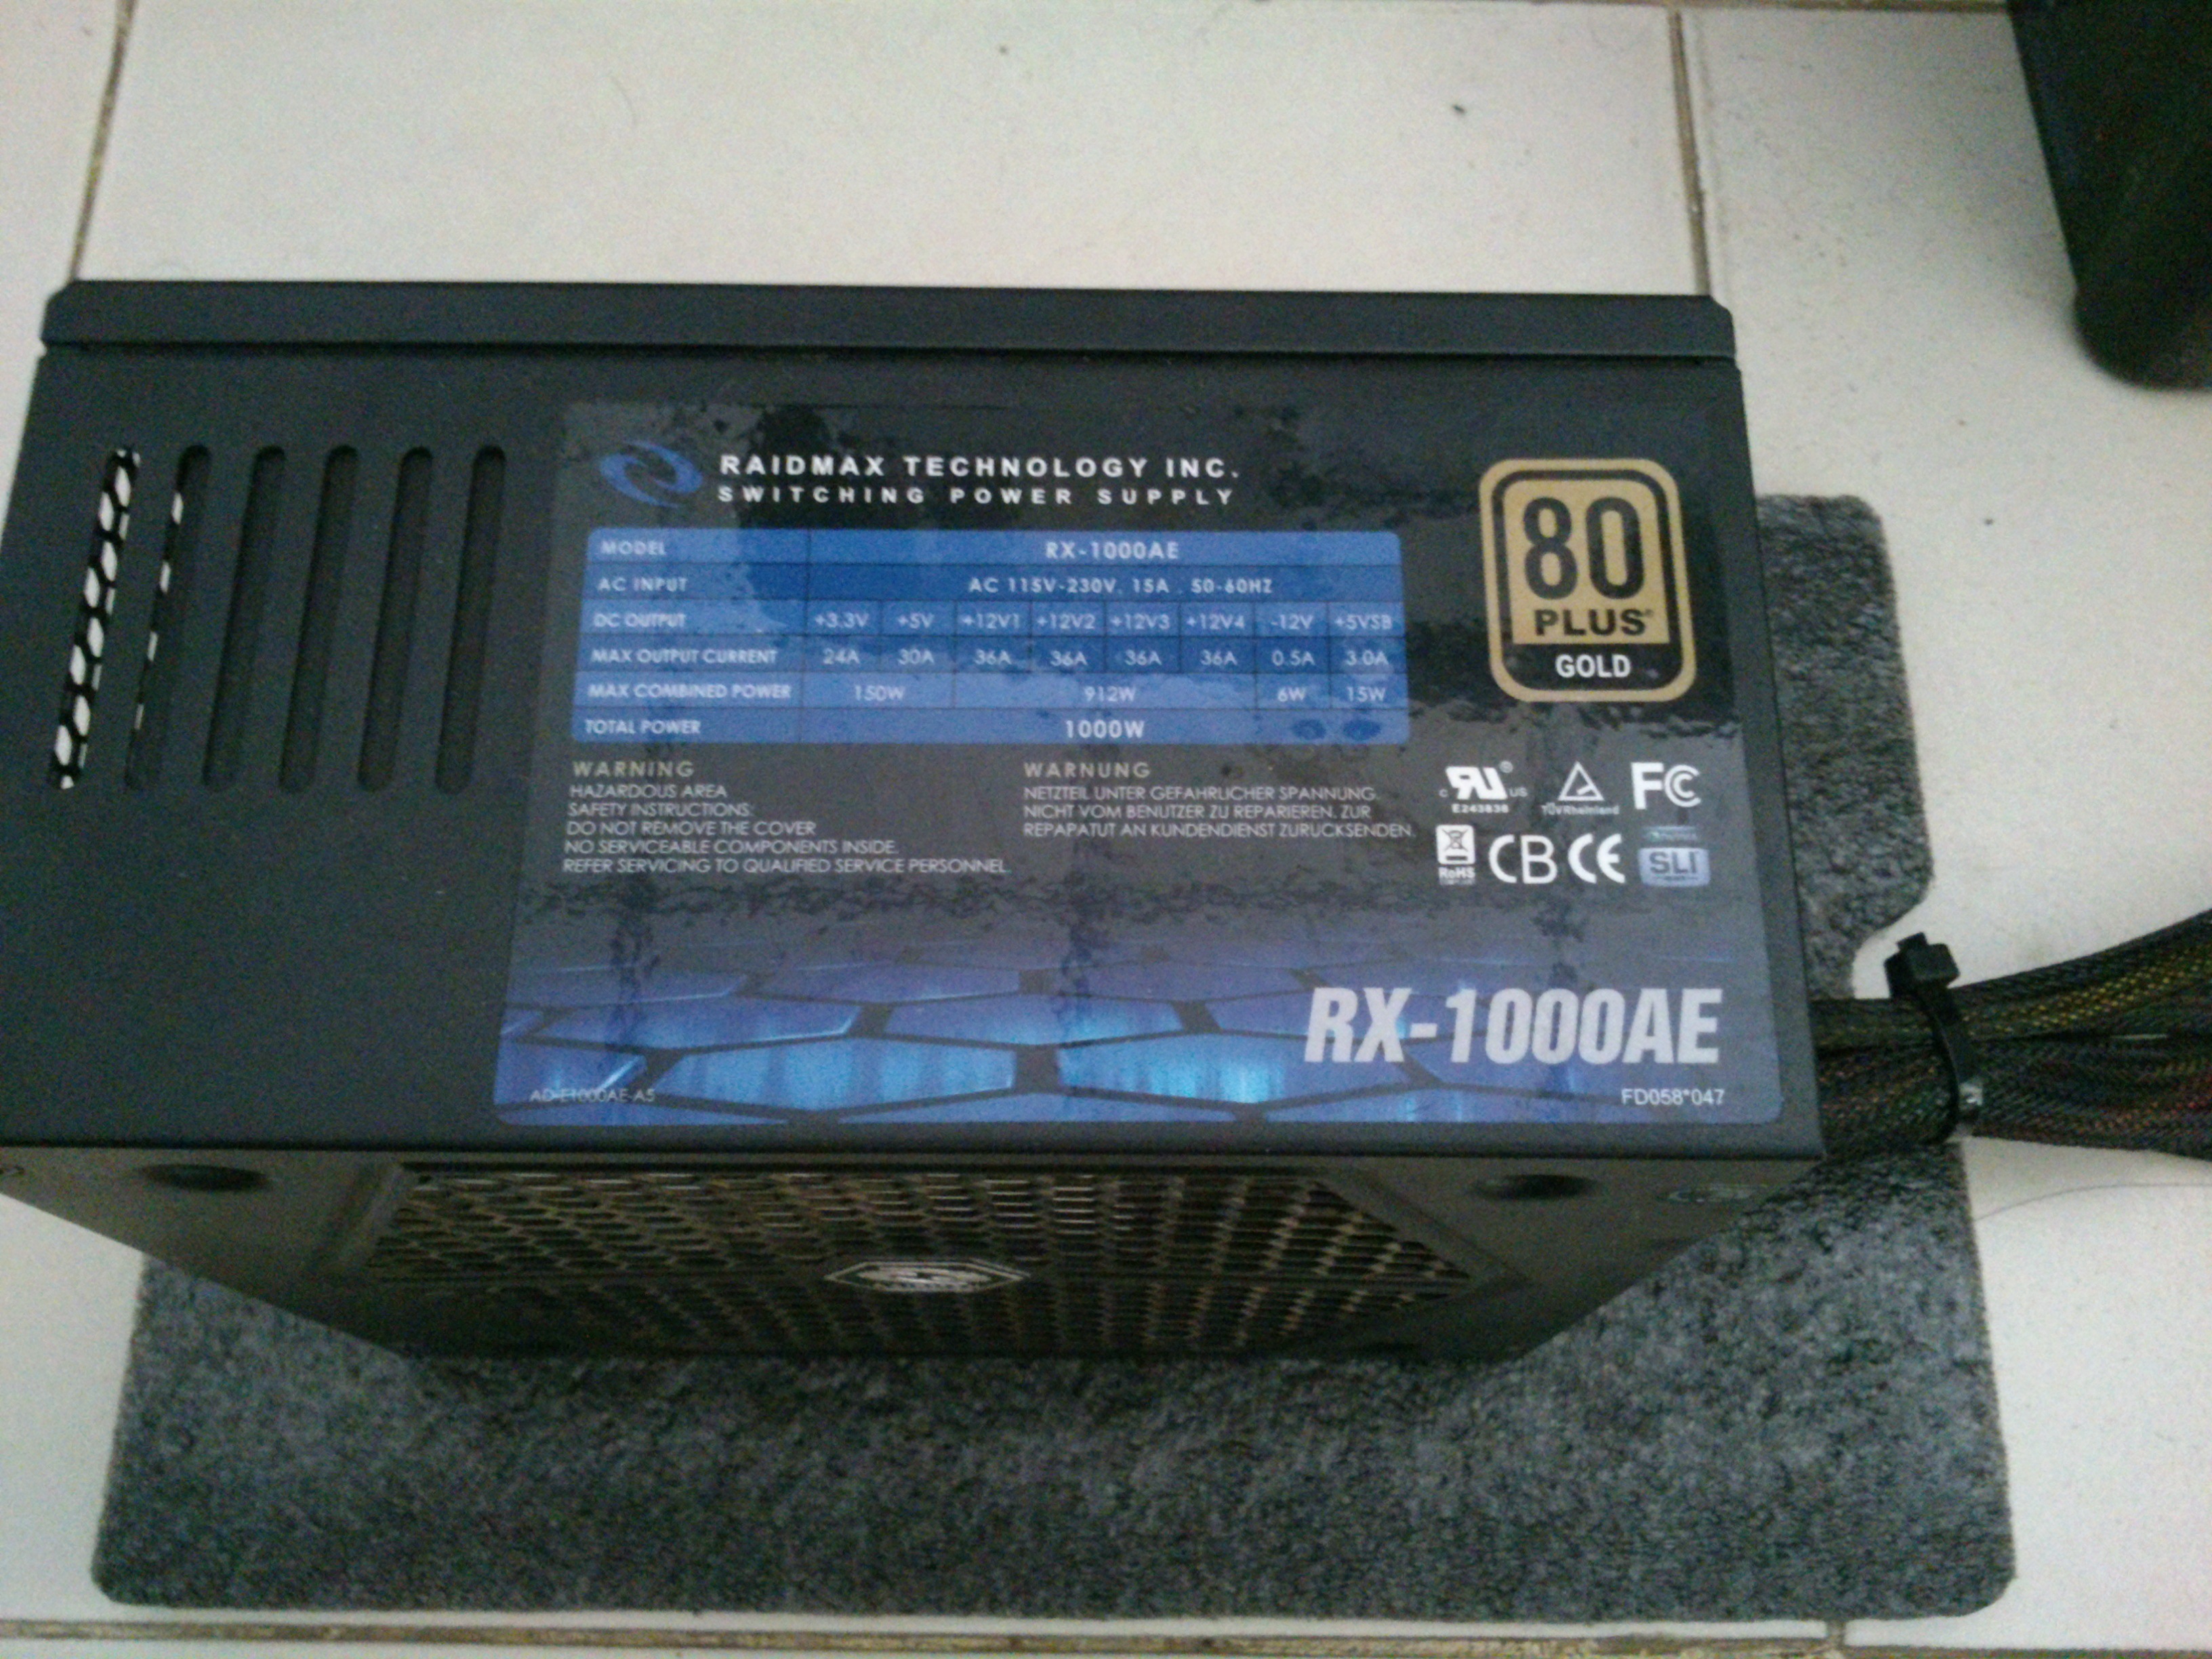 RAIDMAX TECHNOLOGY INC.
SWITCHING POWER SUPPLY
80
PLUS®
GOLD
MODEL RX-1000AE
AC INPUT AC 115V-230V, 15A , 50-60HZ
DC OUTPUT +3.3V +5V +12V1 +12V2 +12V3 +12V4 -12V +5VSB
MAX OUTPUT CURRENT 24A 30A 36A 36A 36A 36A 0.5A 3.0A
MAX COMBINED POWER 150W 912W 6W 15W
TOTAL POWER 1000W
WARNING
HAZARDOUS AREA
SAFETY INSTRUCTIONS:
DO NOT REMOVE THE COVER
NO SERVICEABLE COMPONENTS INSIDE.
REFER SERVICING TO QUALIFIED SERVICE PERSONNEL.
WARNUNG
NETZTEIL UNTER GEFAHRLICHER SPANNUNG.
NICHT VOM BENUTZER ZU REPARIEREN. ZUR
REPAPATUT AN KUNDENDIENST ZURUCKSENDEN.
c RU® US
E243838
TÜVRheinland
FC
RoHS
CB
CE
SLI
RX-1000AE
AD-E1000AE-A5
FD058*047